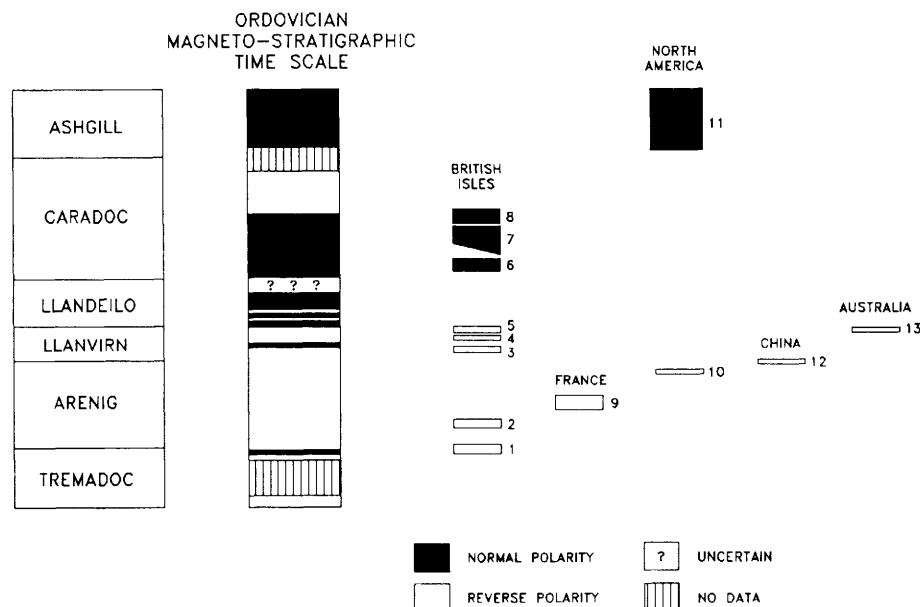 ORDOVICIAN
MAGNETO-STRATIGRAPHIC
TIME SCALE
NORTH
AMERICA
ASHGILL
11
BRITISH
ISLES
CARADOC
8
7
6
? ? ?
LLANDEILO
AUSTRALIA
5
13
4
LLANVIRN
3
CHINA
12
10
FRANCE
ARENIG
9
2
1
TREMADOC
NORMAL POLARITY
? UNCERTAIN
REVERSE POLARITY
NO DATA